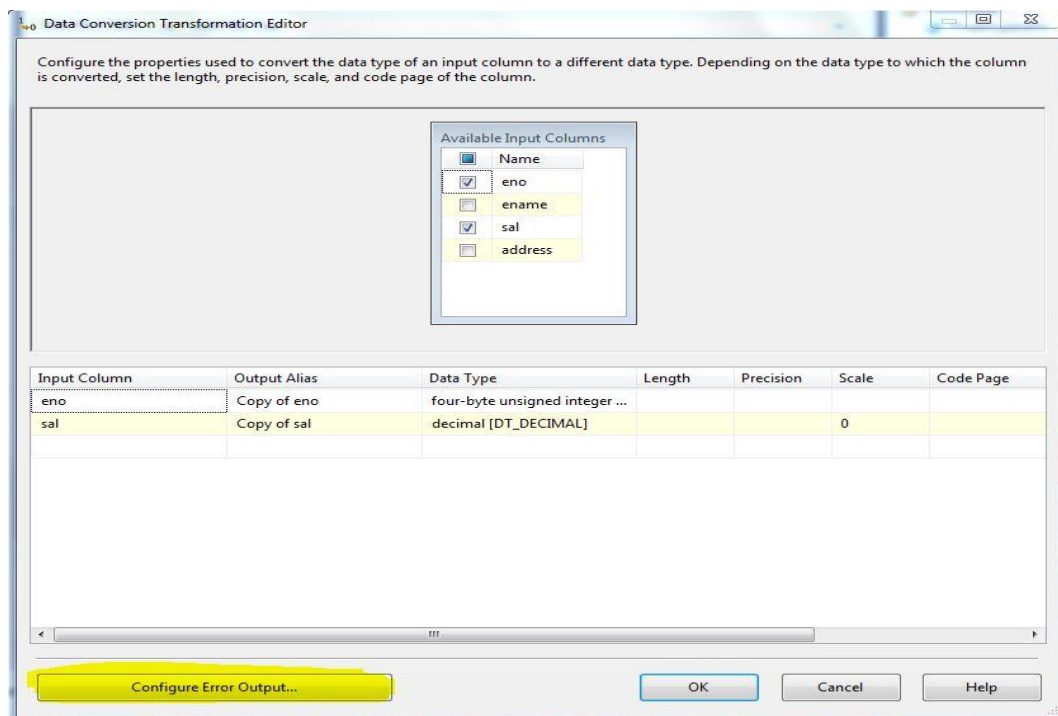 Data Conversion Transformation Editor
Configure the properties used to convert the data type of an input column to a different data type. Depending on the data type to which the column
is converted, set the length, precision, scale, and code page of the column.
Available Input Columns
Name
eno
ename
sal
address
Input Column Output Alias Data Type Length Precision Scale Code Page
eno Copy of eno four-byte unsigned integer ...
sal Copy of sal decimal [DT_DECIMAL] 0
Configure Error Output... OK Cancel Help